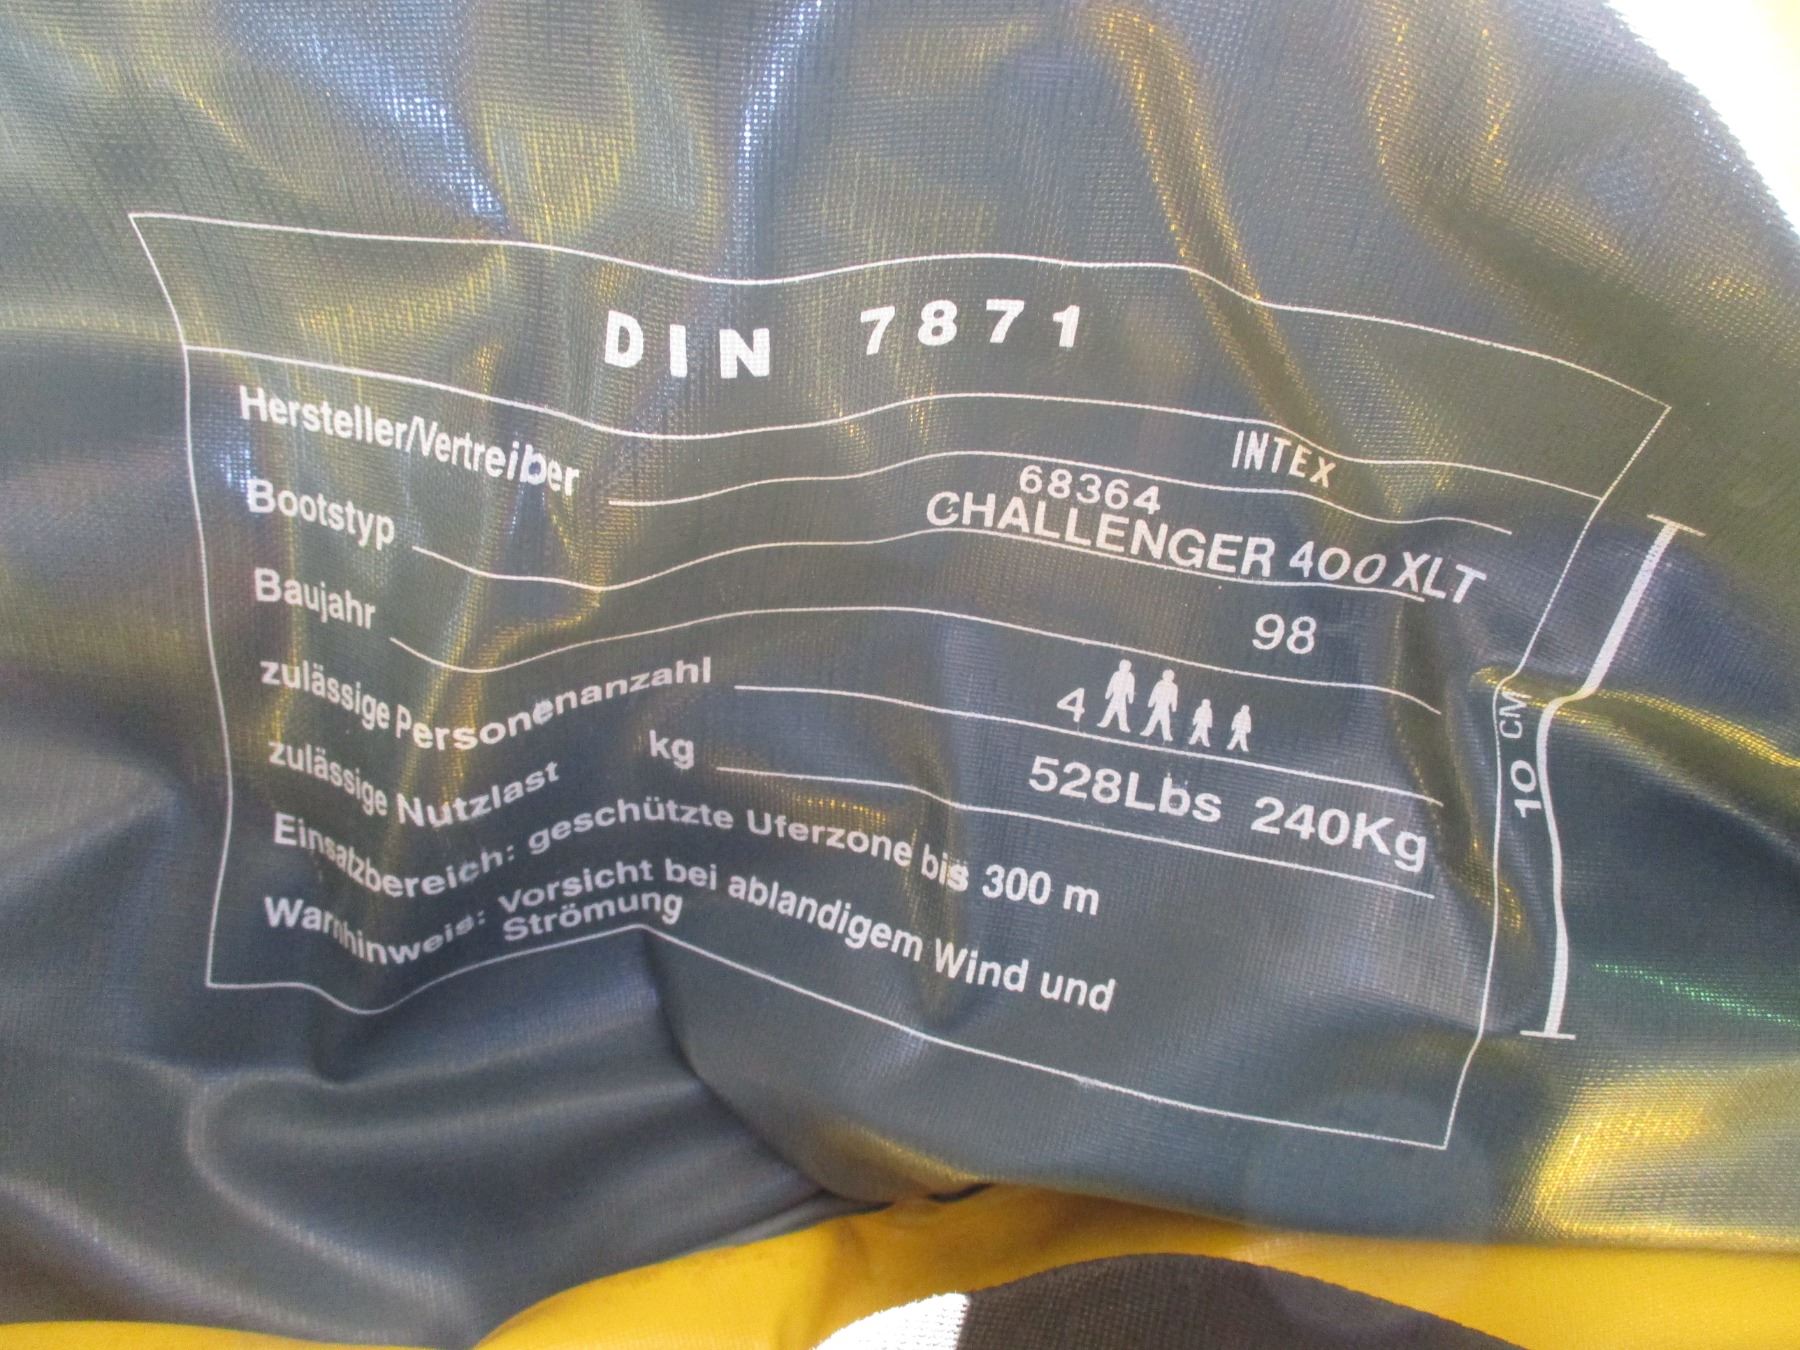 DIN 7871
Hersteller/Vertreiber INTEX
68364
Bootstyp CHALLENGER 400 XLT
Baujahr 98
zulässige Personenanzahl 4
zulässige Nutzlast kg 528Lbs 240Kg
Einsatzbereich: geschützte Uferzone bis 300 m
Warnhinweis: Vorsicht bei ablandigem Wind und
Strömung
10 CM